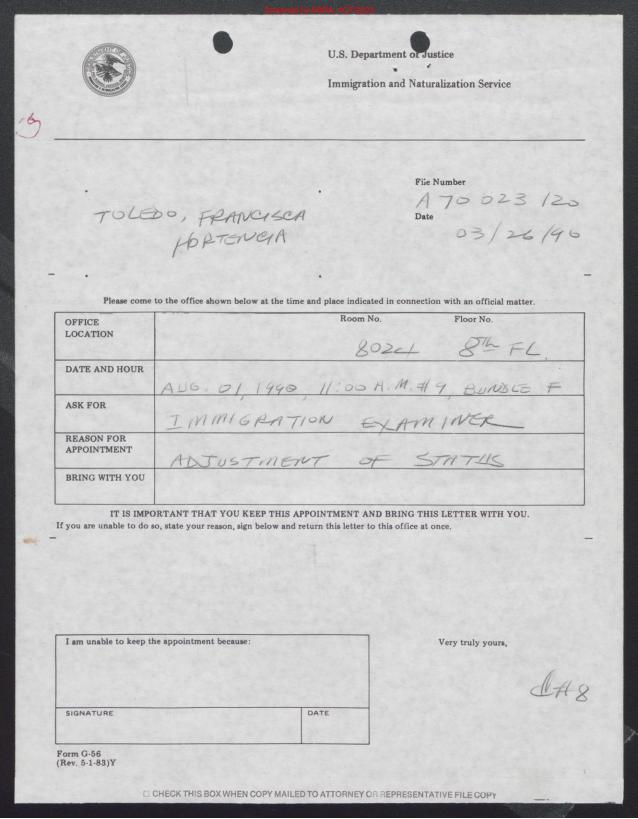 U.S. Department of Justice
Immigration and Naturalization Service
File Number
A 70 023 120
Date
03/26/90
TOLEDO, FRANCISCA
HORTENCIA
Please come to the office shown below at the time and place indicated in connection with an official matter.
OFFICE LOCATION
Room No.
Floor No.
8024
8th FL.
DATE AND HOUR
AUG. 01, 1990, 11:00 A.M. #9, BUNDLE F
ASK FOR
IMMIGRATION EXAMINER
REASON FOR APPOINTMENT
ADJUSTMENT OF STATUS
BRING WITH YOU
IT IS IMPORTANT THAT YOU KEEP THIS APPOINTMENT AND BRING THIS LETTER WITH YOU.
If you are unable to do so, state your reason, sign below and return this letter to this office at once.
I am unable to keep the appointment because:
Very truly yours,
#8
SIGNATURE
DATE
Form G-56
(Rev. 5-1-83)Y
CHECK THIS BOX WHEN COPY MAILED TO ATTORNEY OR REPRESENTATIVE FILE COPY